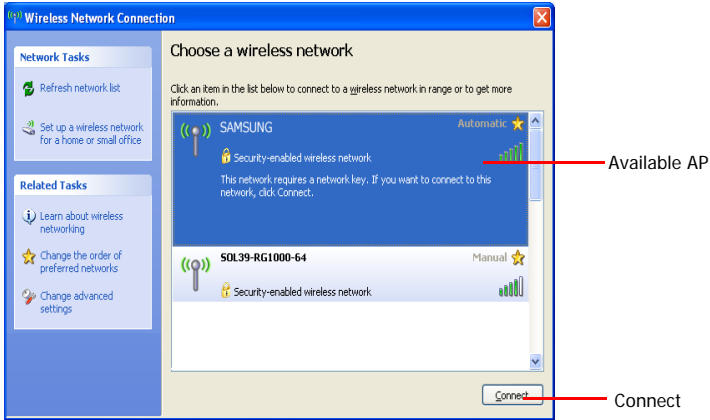 Wireless Network Connection
Network Tasks
Refresh network list
Set up a wireless network
for a home or small office
Related Tasks
Learn about wireless
networking
Change the order of
preferred networks
Change advanced
settings
Choose a wireless network
Click an item in the list below to connect to a wireless network in range or to get more
information.
SAMSUNG
Automatic
Security-enabled wireless network
This network requires a network key. If you want to connect to this
network, click Connect.
SOL39-RG1000-64
Manual
Security-enabled wireless network
Connect
Available AP
Connect